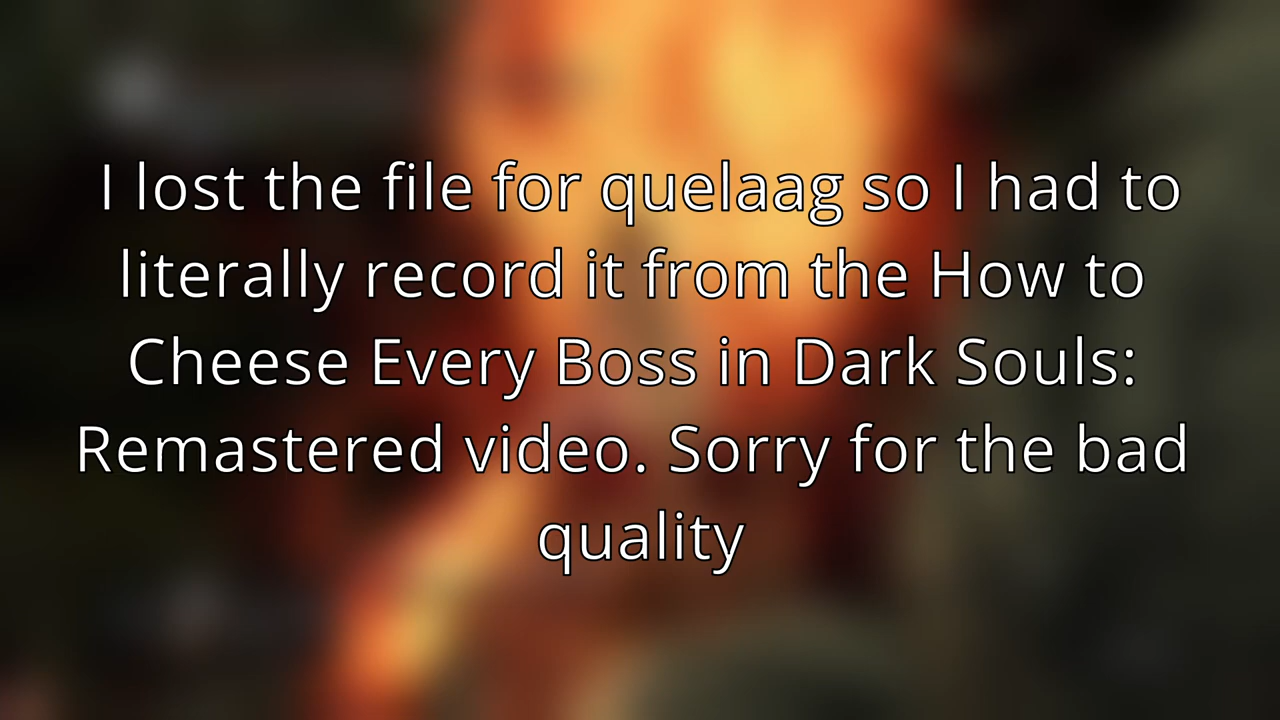 I lost the file for quelaag so I had to
literally record it from the How to
Cheese Every Boss in Dark Souls:
Remastered video. Sorry for the bad
quality